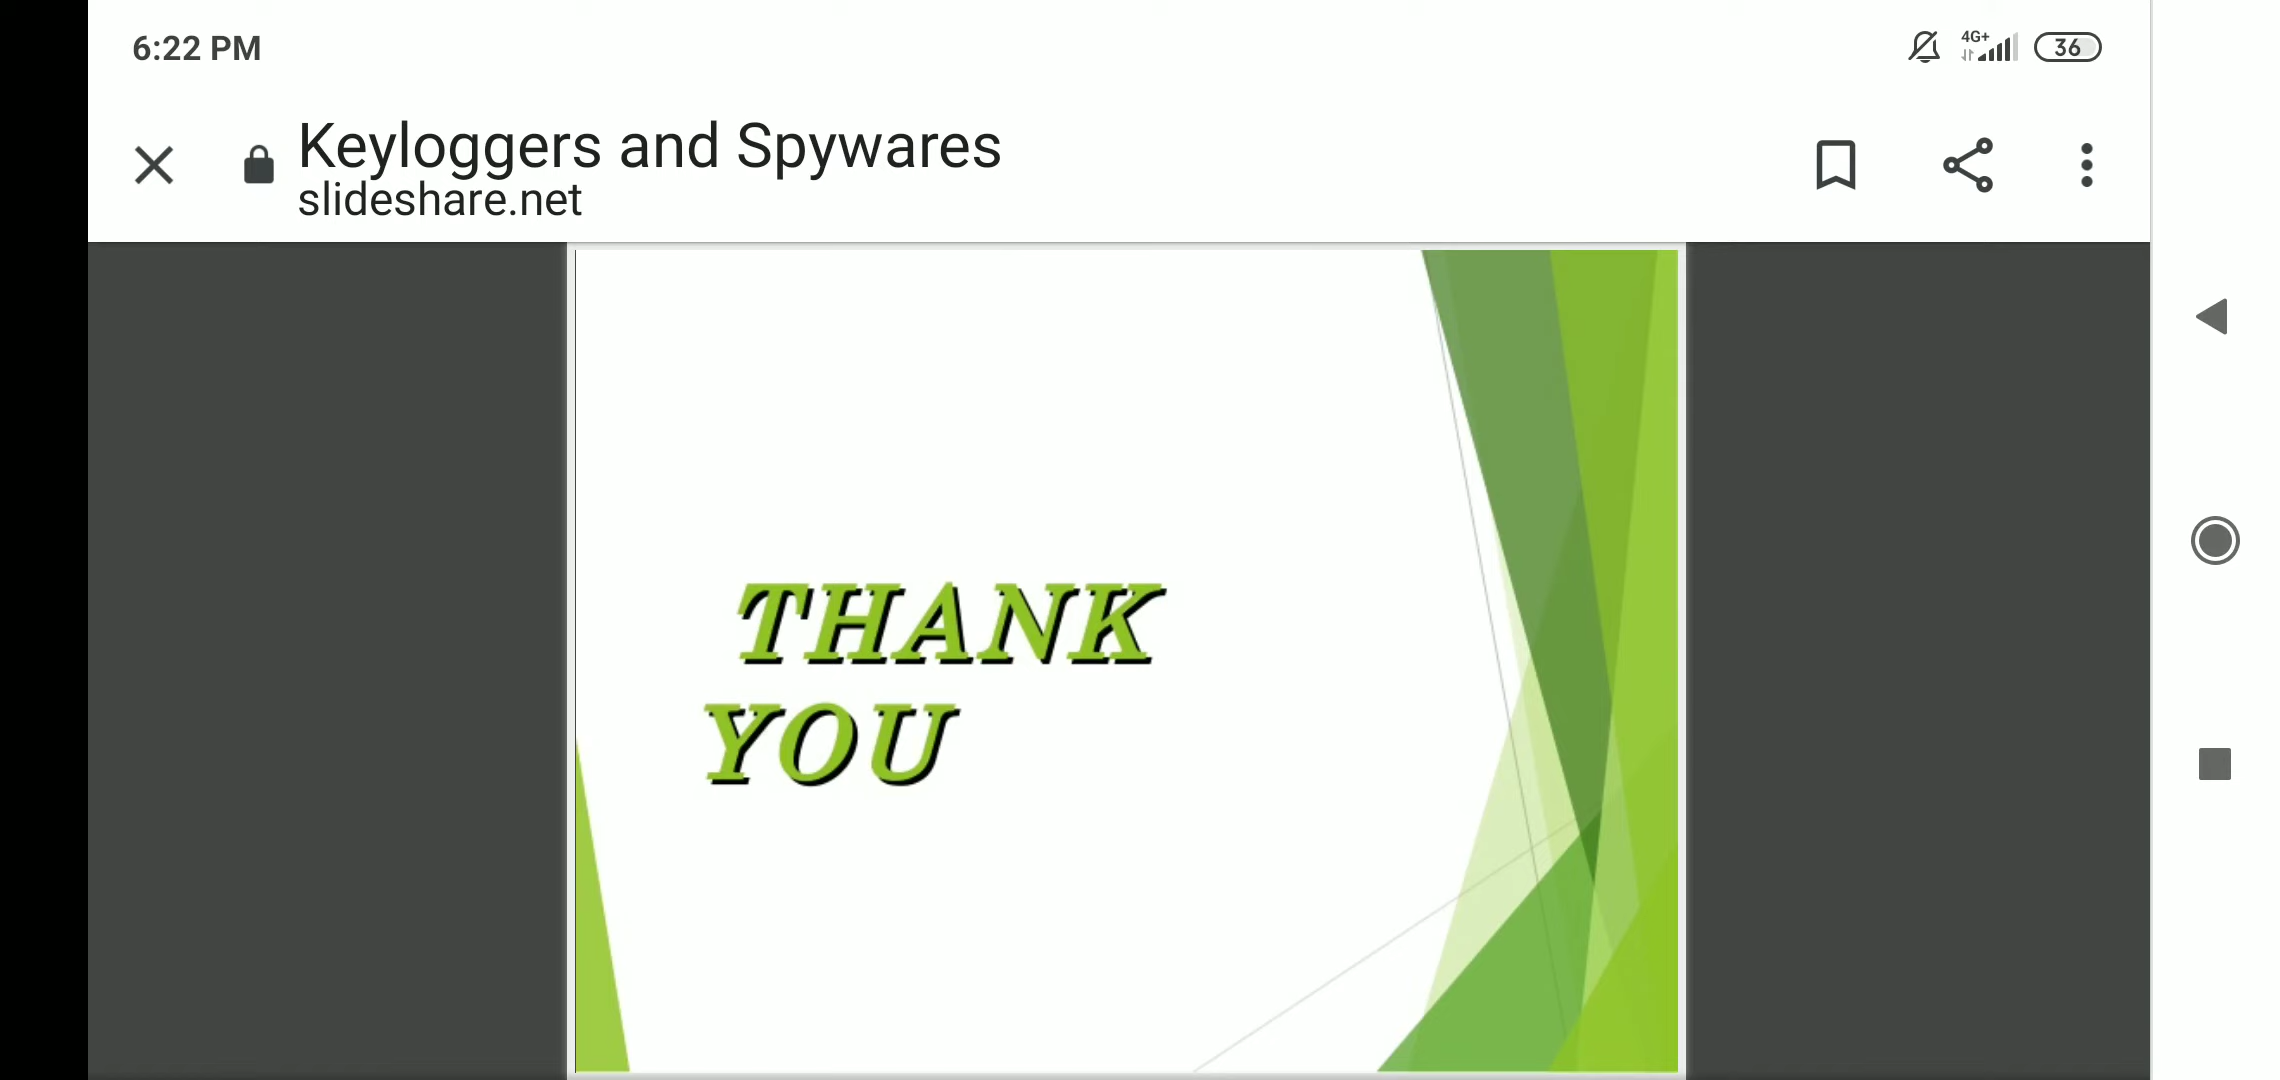 6:22 PM
4G+
36
Keyloggers and Spywares
slideshare.net
THANK
YOU